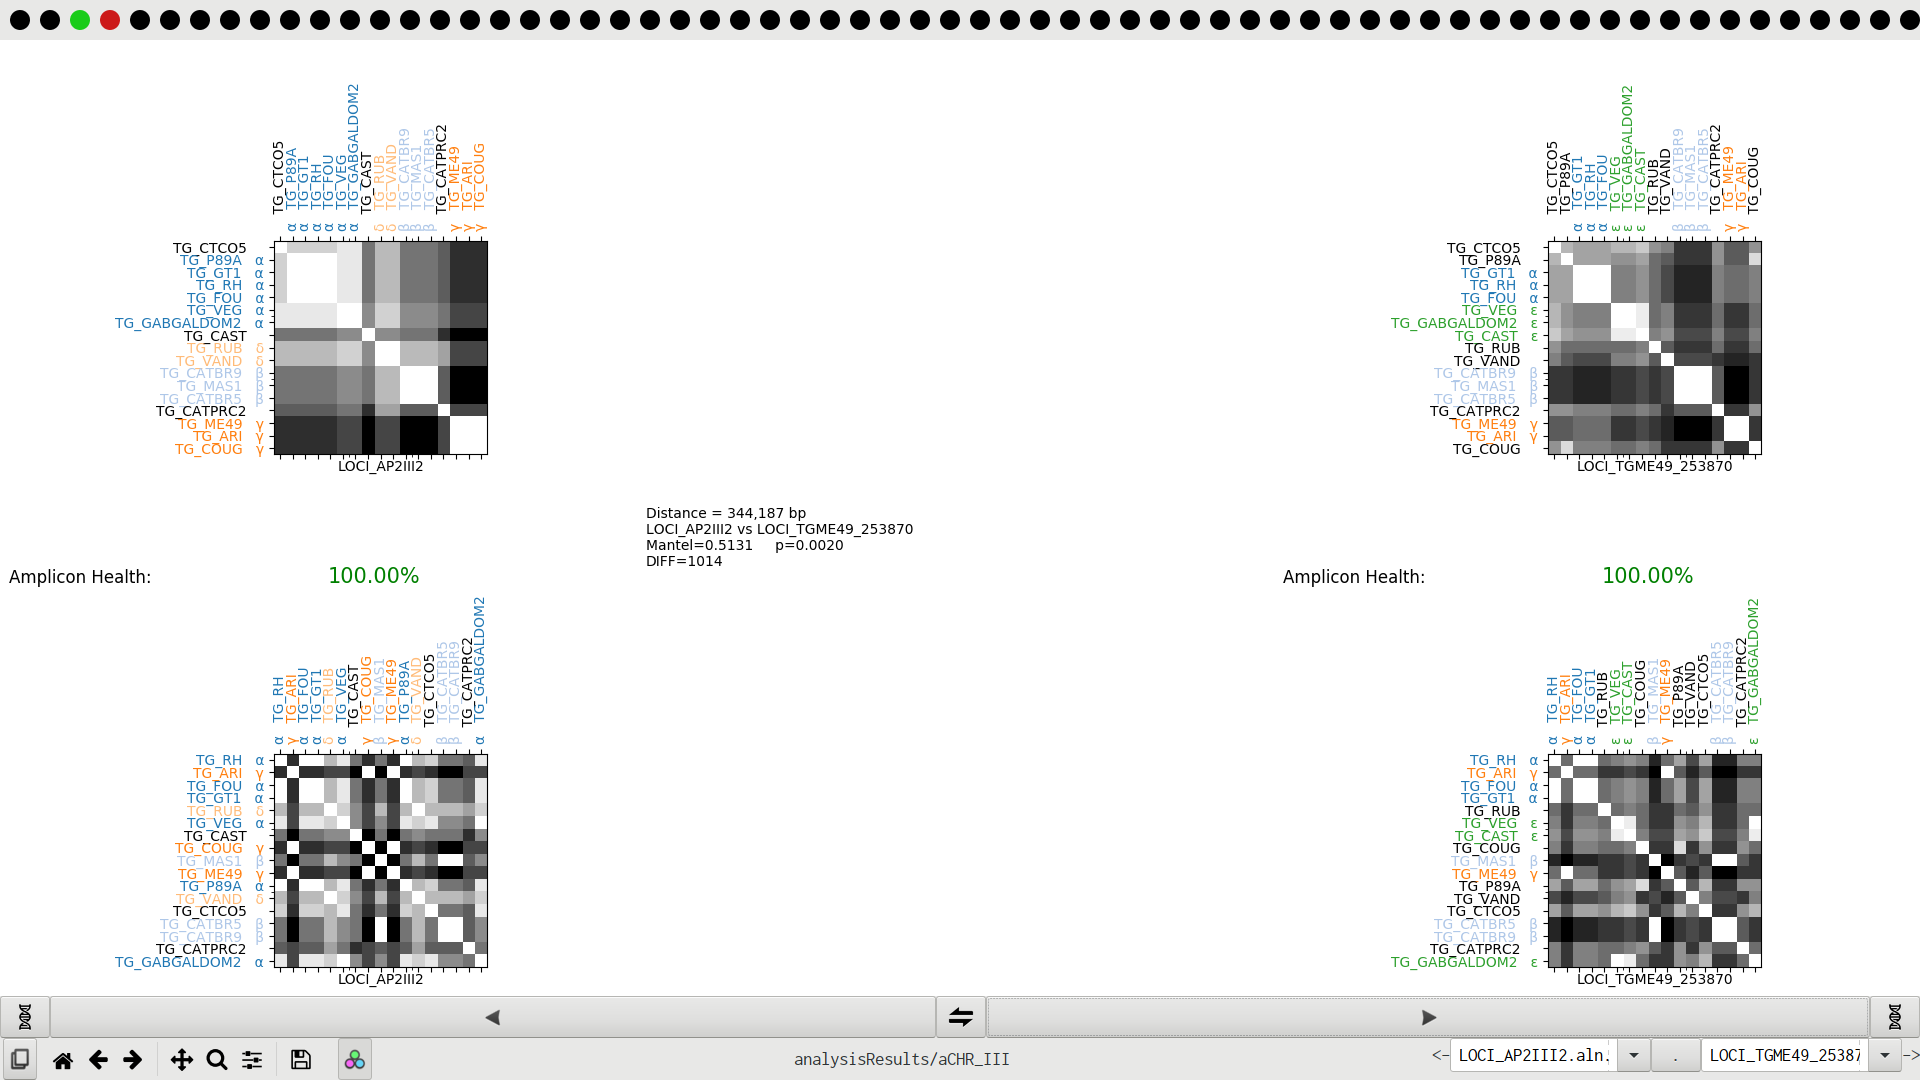 TG_CTCO5
TG_P89A α
TG_GT1 α
TG_RH α
TG_FOU α
TG_VEG α
TG_GABGALDOM2 α
TG_CAST
TG_RUB δ
TG_VAND δ
TG_CATBR9 β
TG_MAS1 β
TG_CATBR5 β
TG_CATPRC2
TG_ME49 γ
TG_ARI γ
TG_COUG γ
TG_CTCO5
TG_P89A α
TG_GT1 α
TG_RH α
TG_FOU α
TG_VEG α
TG_GABGALDOM2 α
TG_CAST
TG_RUB δ
TG_VAND δ
TG_CATBR9 β
TG_MAS1 β
TG_CATBR5 β
TG_CATPRC2
TG_ME49 γ
TG_ARI γ
TG_COUG γ
LOCI_AP2III2
TG_CTCO5
TG_P89A
TG_GT1 α
TG_RH α
TG_FOU α
TG_VEG ε
TG_GABGALDOM2 ε
TG_CAST ε
TG_RUB
TG_VAND
TG_CATBR9 β
TG_MAS1 β
TG_CATBR5 β
TG_CATPRC2
TG_ME49 γ
TG_ARI γ
TG_COUG
TG_CTCO5
TG_P89A
TG_GT1 α
TG_RH α
TG_FOU α
TG_VEG ε
TG_GABGALDOM2 ε
TG_CAST ε
TG_RUB
TG_VAND
TG_CATBR9 β
TG_MAS1 β
TG_CATBR5 β
TG_CATPRC2
TG_ME49 γ
TG_ARI γ
TG_COUG
LOCI_TGME49_253870
Distance = 344,187 bp
LOCI_AP2III2 vs LOCI_TGME49_253870
Mantel=0.5131 p=0.0020
DIFF=1014
Amplicon Health: 100.00%
Amplicon Health: 100.00%
TG_RH α
TG_ARI γ
TG_FOU α
TG_GT1 α
TG_RUB δ
TG_VEG α
TG_CAST
TG_COUG γ
TG_MAS1 β
TG_ME49 γ
TG_P89A α
TG_VAND δ
TG_CTCO5
TG_CATBR5 β
TG_CATBR9 β
TG_CATPRC2
TG_GABGALDOM2 α
TG_RH α
TG_ARI γ
TG_FOU α
TG_GT1 α
TG_RUB δ
TG_VEG α
TG_CAST
TG_COUG γ
TG_MAS1 β
TG_ME49 γ
TG_P89A α
TG_VAND δ
TG_CTCO5
TG_CATBR5 β
TG_CATBR9 β
TG_CATPRC2
TG_GABGALDOM2 α
LOCI_AP2III2
TG_RH α
TG_ARI γ
TG_FOU α
TG_GT1 α
TG_RUB
TG_VEG ε
TG_CAST ε
TG_COUG
TG_MAS1 β
TG_ME49 γ
TG_P89A
TG_VAND
TG_CTCO5
TG_CATBR5 β
TG_CATBR9 β
TG_CATPRC2
TG_GABGALDOM2 ε
TG_RH α
TG_ARI γ
TG_FOU α
TG_GT1 α
TG_RUB
TG_VEG ε
TG_CAST ε
TG_COUG
TG_MAS1 β
TG_ME49 γ
TG_P89A
TG_VAND
TG_CTCO5
TG_CATBR5 β
TG_CATBR9 β
TG_CATPRC2
TG_GABGALDOM2 ε
LOCI_TGME49_253870
analysisResults/aCHR_III
<- LOCI_AP2III2.aln. . LOCI_TGME49_25387 ->